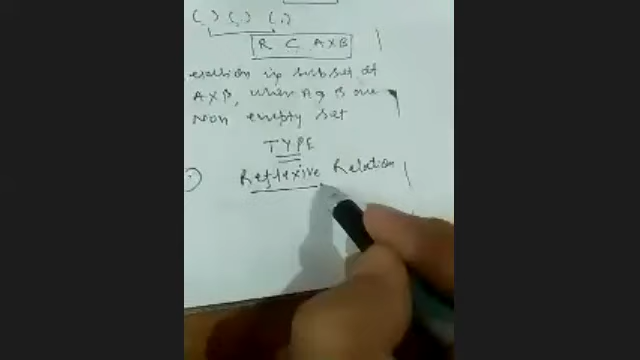 ( ) ( , ) ( , )
R ⊂ A×B
relation is subset of
A×B, when A & B are
Non empty set
TYPE
Reflexive Relation